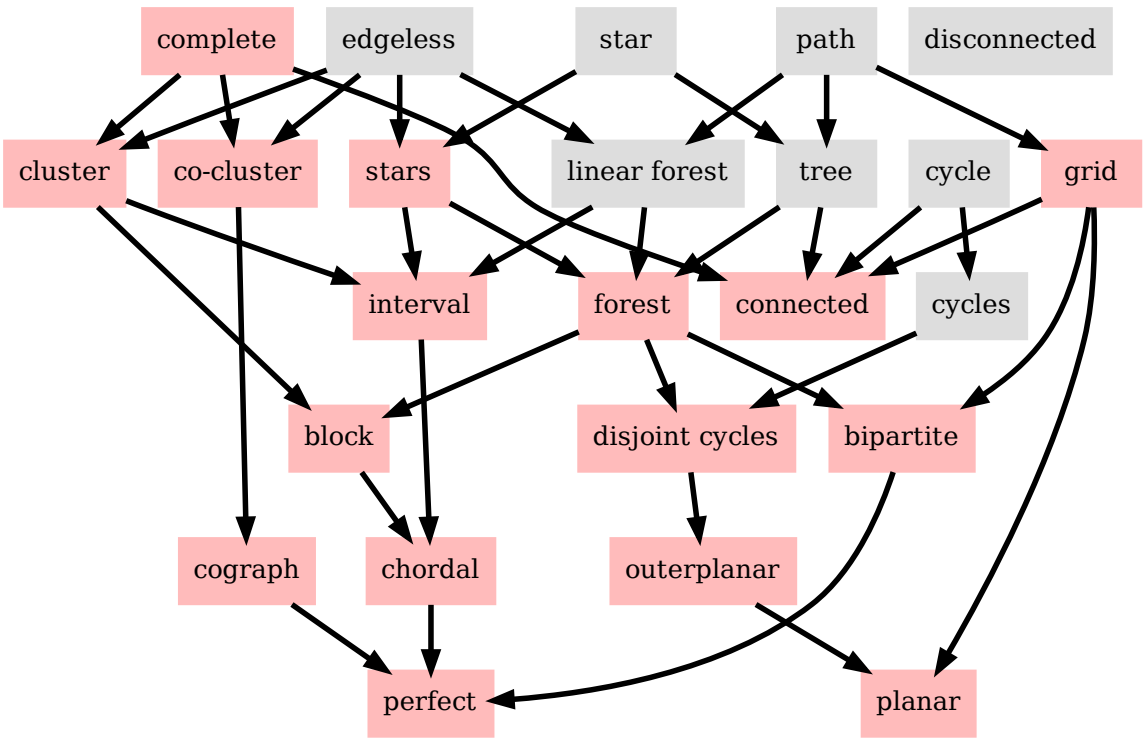 complete
edgeless
star
path
disconnected
cluster
co-cluster
stars
linear forest
tree
cycle
grid
interval
forest
connected
cycles
block
disjoint cycles
bipartite
cograph
chordal
outerplanar
perfect
planar